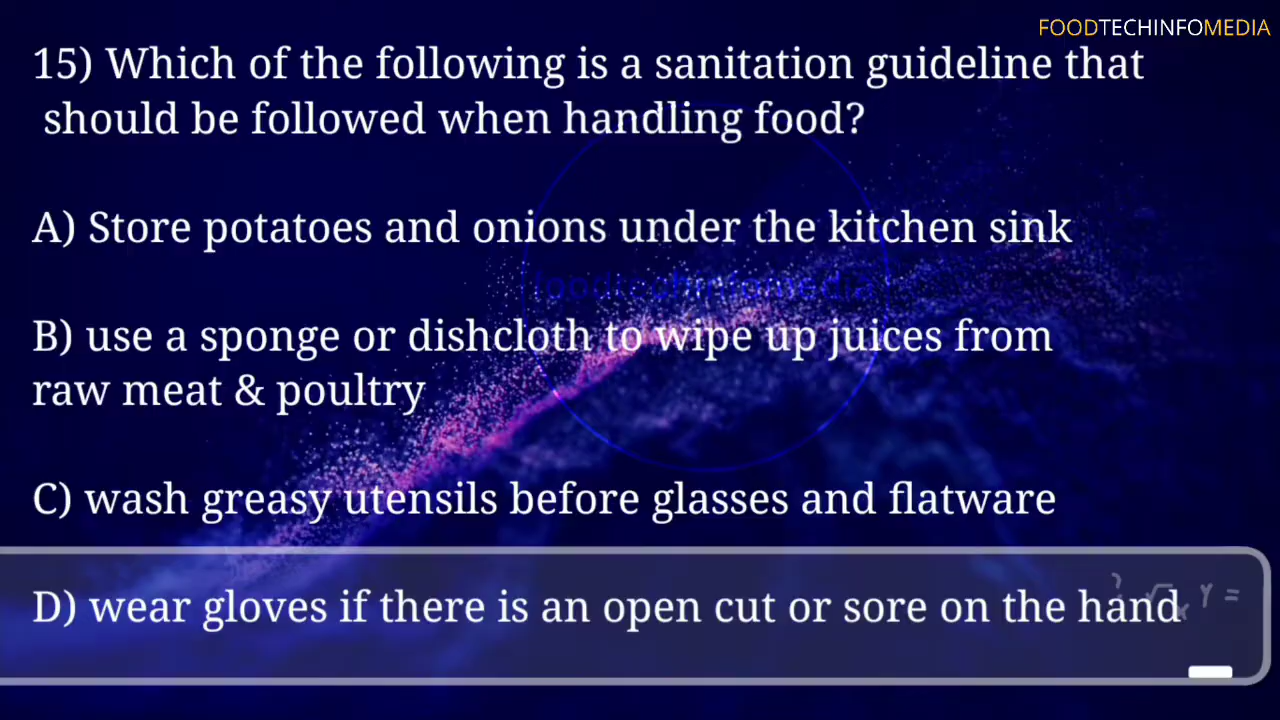 FOODTECHINFOMEDIA
15) Which of the following is a sanitation guideline that
should be followed when handling food?
A) Store potatoes and onions under the kitchen sink
foodtechinfomedia
B) use a sponge or dishcloth to wipe up juices from
raw meat & poultry
C) wash greasy utensils before glasses and flatware
D) wear gloves if there is an open cut or sore on the hand